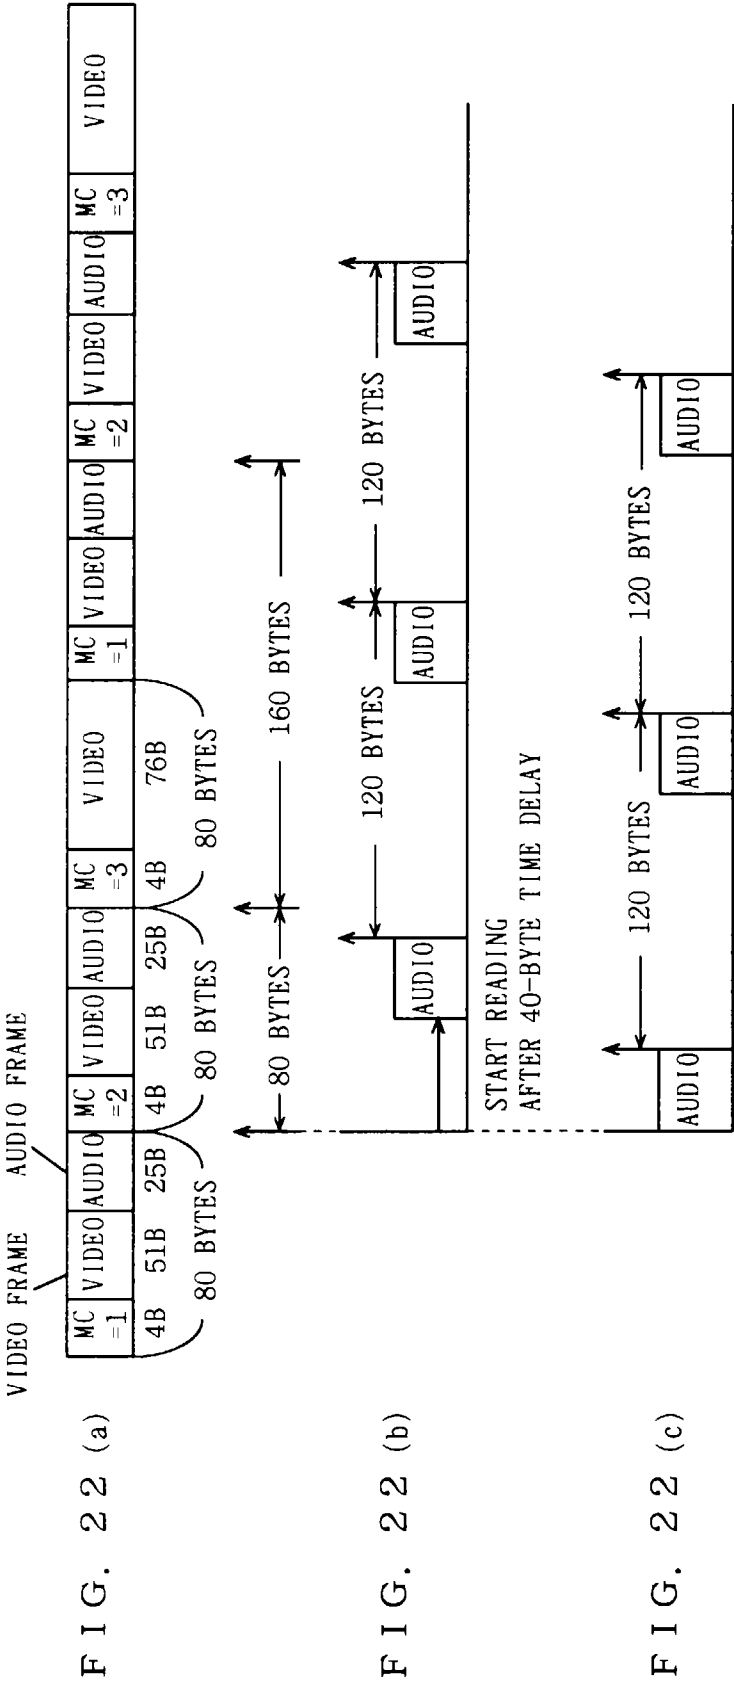 VIDEO FRAME AUDIO FRAME
FIG. 22 (a)
MC =1
VIDEO
AUDIO
MC =2
VIDEO
AUDIO
MC =3
VIDEO
MC =1
VIDEO
AUDIO
MC =2
VIDEO
AUDIO
MC =3
VIDEO
4B 51B 25B 4B 51B 25B 4B 76B
80 BYTES 80 BYTES 80 BYTES
80 BYTES 160 BYTES
FIG. 22 (b)
120 BYTES 120 BYTES
AUDIO AUDIO AUDIO
START READING
AFTER 40-BYTE TIME DELAY
FIG. 22 (c)
120 BYTES 120 BYTES
AUDIO AUDIO AUDIO